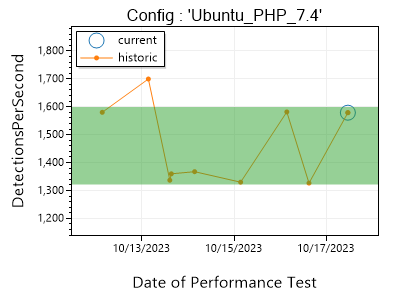 Config : 'Ubuntu_PHP_7.4'
current
historic
1,800
1,700
1,600
1,500
1,400
1,300
1,200
DetectionsPerSecond
10/13/2023
10/15/2023
10/17/2023
Date of Performance Test